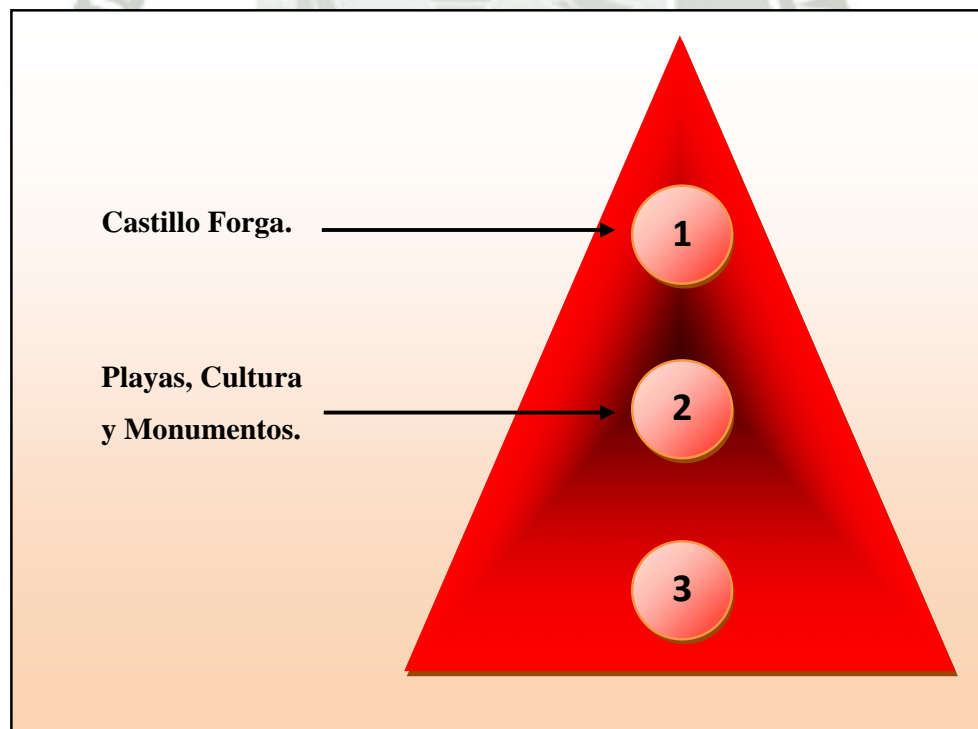 Castillo Forga.
1
Playas, Cultura
y Monumentos.
2
3